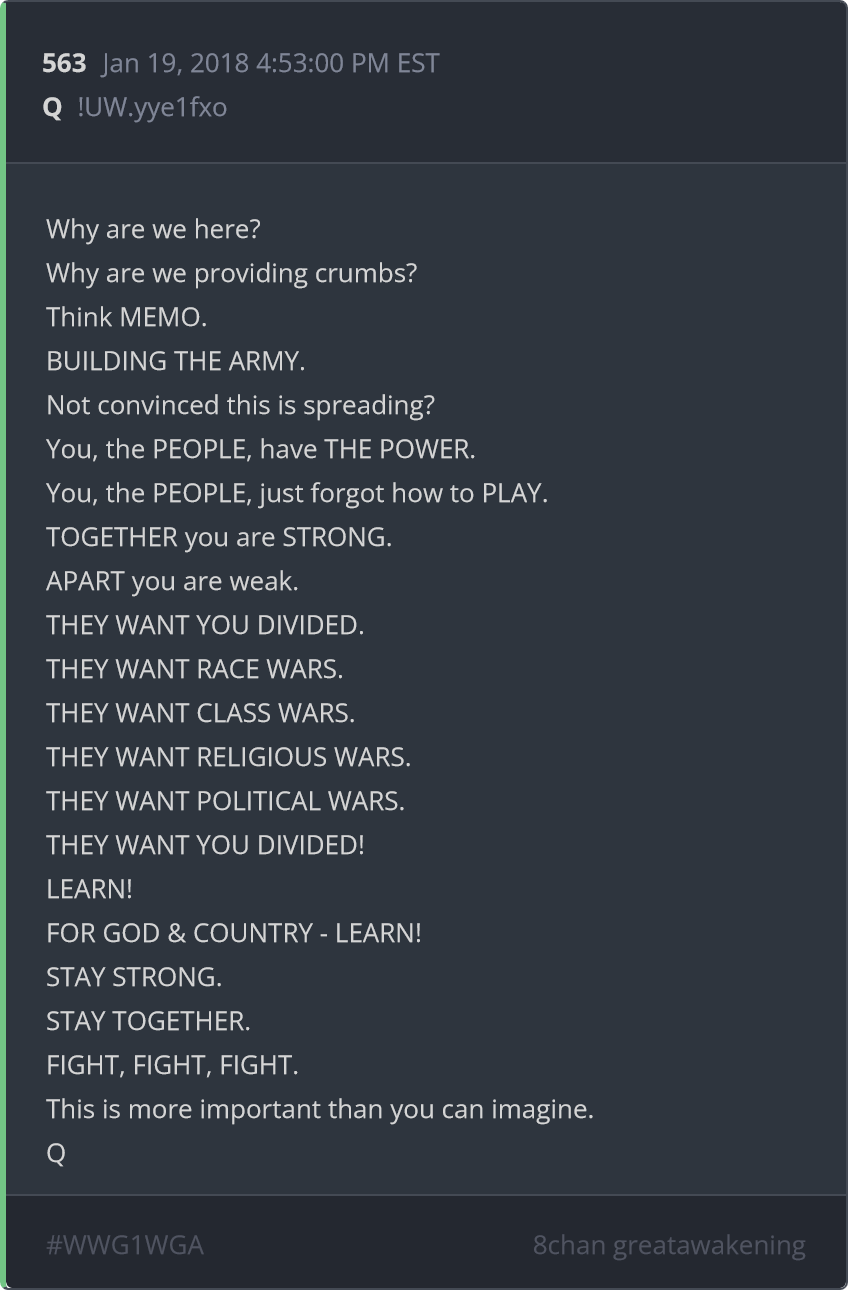 563 Jan 19, 2018 4:53:00 PM EST
Q !UW.yye1fxo
Why are we here?
Why are we providing crumbs?
Think MEMO.
BUILDING THE ARMY.
Not convinced this is spreading?
You, the PEOPLE, have THE POWER.
You, the PEOPLE, just forgot how to PLAY.
TOGETHER you are STRONG.
APART you are weak.
THEY WANT YOU DIVIDED.
THEY WANT RACE WARS.
THEY WANT CLASS WARS.
THEY WANT RELIGIOUS WARS.
THEY WANT POLITICAL WARS.
THEY WANT YOU DIVIDED!
LEARN!
FOR GOD & COUNTRY - LEARN!
STAY STRONG.
STAY TOGETHER.
FIGHT, FIGHT, FIGHT.
This is more important than you can imagine.
Q
#WWG1WGA 8chan greatawakening